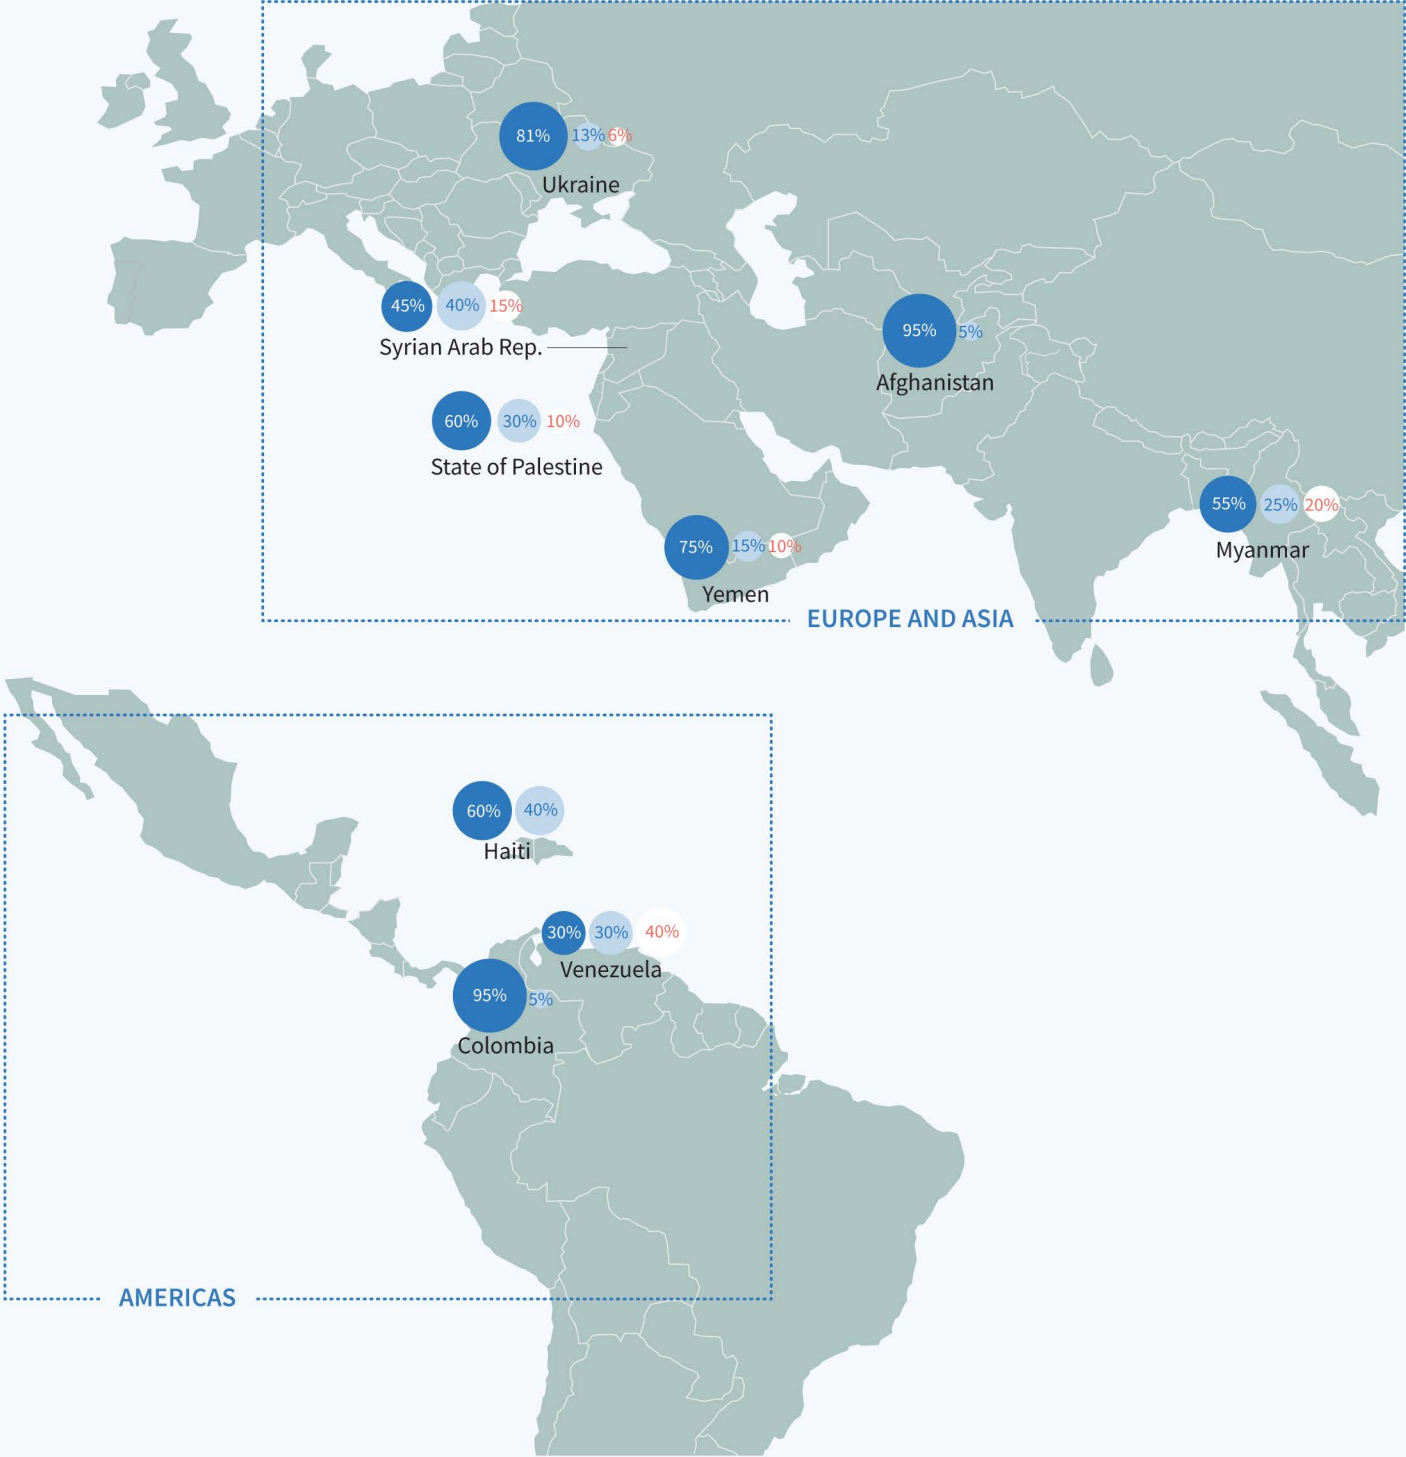 81% 13% 6%
Ukraine
45% 40% 15%
Syrian Arab Rep.
95% 5%
Afghanistan
60% 30% 10%
State of Palestine
55% 25% 20%
Myanmar
75% 15% 10%
Yemen
EUROPE AND ASIA
60% 40%
Haiti
30% 30% 40%
Venezuela
95% 5%
Colombia
AMERICAS